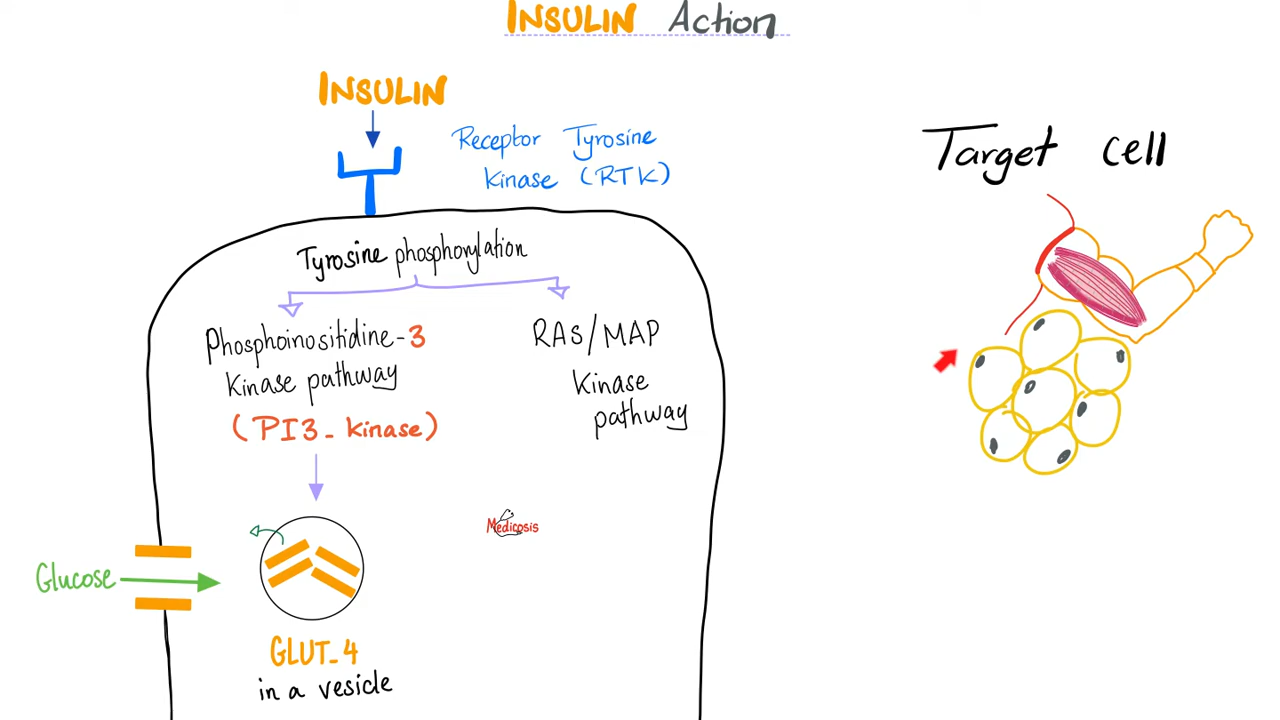 INSULIN Action
INSULIN
Receptor Tyrosine
Kinase (RTK)
Target cell
Tyrosine phosphorylation
Phosphoinositidine-3
Kinase pathway
(PI3-kinase)
RAS/MAP
Kinase
pathway
Medicosis
Glucose
GLUT-4
in a vesicle